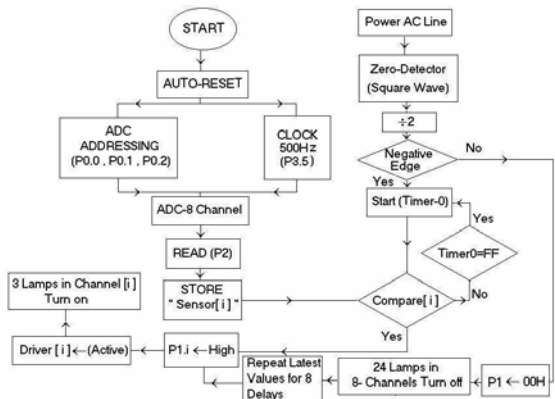 START
AUTO-RESET
ADC
ADDRESSING
(P0.0 , P0.1 , P0.2)
CLOCK
500Hz
(P3.5)
ADC-8 Channel
READ (P2)
STORE
" Sensor[i] "
3 Lamps in Channel [i]
Turn on
Driver [i] ← (Active)
P1.i ← High
Power AC Line
Zero-Detector
(Square Wave)
÷2
Negative
Edge
No
Yes
Start (Timer-0)
Yes
Timer0=FF
No
Compare[i]
Yes
Repeat Latest
Values for 8
Delays
24 Lamps in
8- Channels Turn off
P1 ← 00H